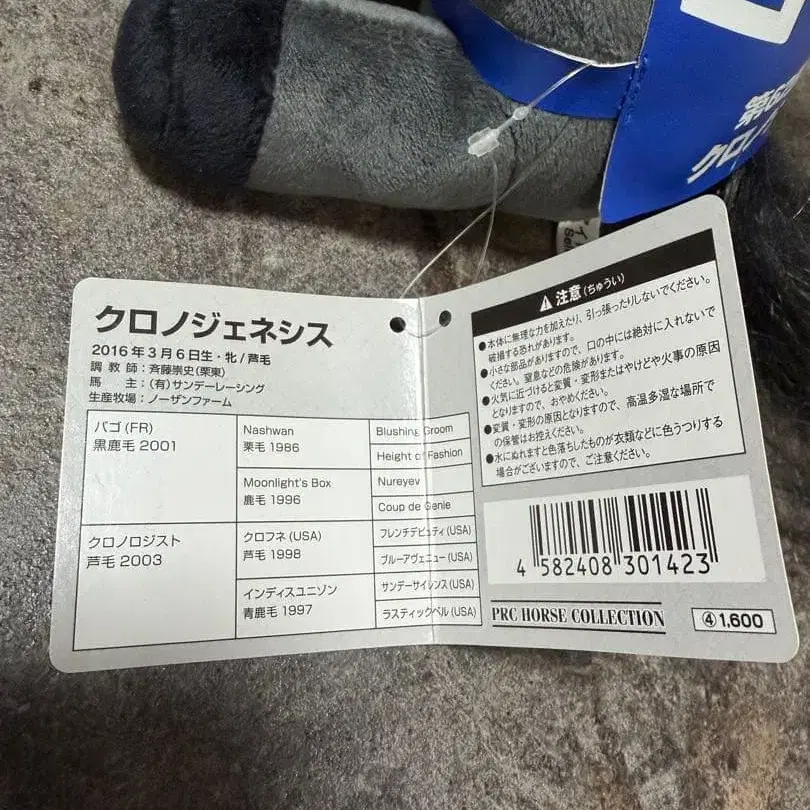 第6
クロノ
クロノジェネシス
2016年3月6日生・牝/芦毛
調教師：斉藤崇史(栗東)
馬主：(有)サンデーレーシング
生産牧場：ノーザンファーム
バゴ(FR)
黒鹿毛 2001
Nashwan
栗毛 1986
Blushing Groom
Height of Fashion
Moonlight's Box
鹿毛 1996
Nureyev
Coup de Genie
クロノロジスト
芦毛 2003
クロフネ(USA)
芦毛 1998
フレンチデピュティ(USA)
ブルーアヴェニュー(USA)
インディスユニゾン
青鹿毛 1997
サンデーサイレンス(USA)
ラスティックベル(USA)
注意(ちゅうい)
●本体に無理な力を加えたり、引っ張ったりしないでください。
破損する恐れがあります。
●小さな部品がありますので、口の中には絶対に入れないで
ください。窒息などの危険があります。
●火気に近づけると変質・変形またはやけどや火事の原因
となりますので、おやめください。
●変質・変形の原因となりますので、高温多湿な場所で
の保管はお控えください。
●水にぬれますと色落ちしたものが衣類などに色うつりする
場合がございますので、ご注意ください。
4 582408 301423
PRC HORSE COLLECTION
④1,600